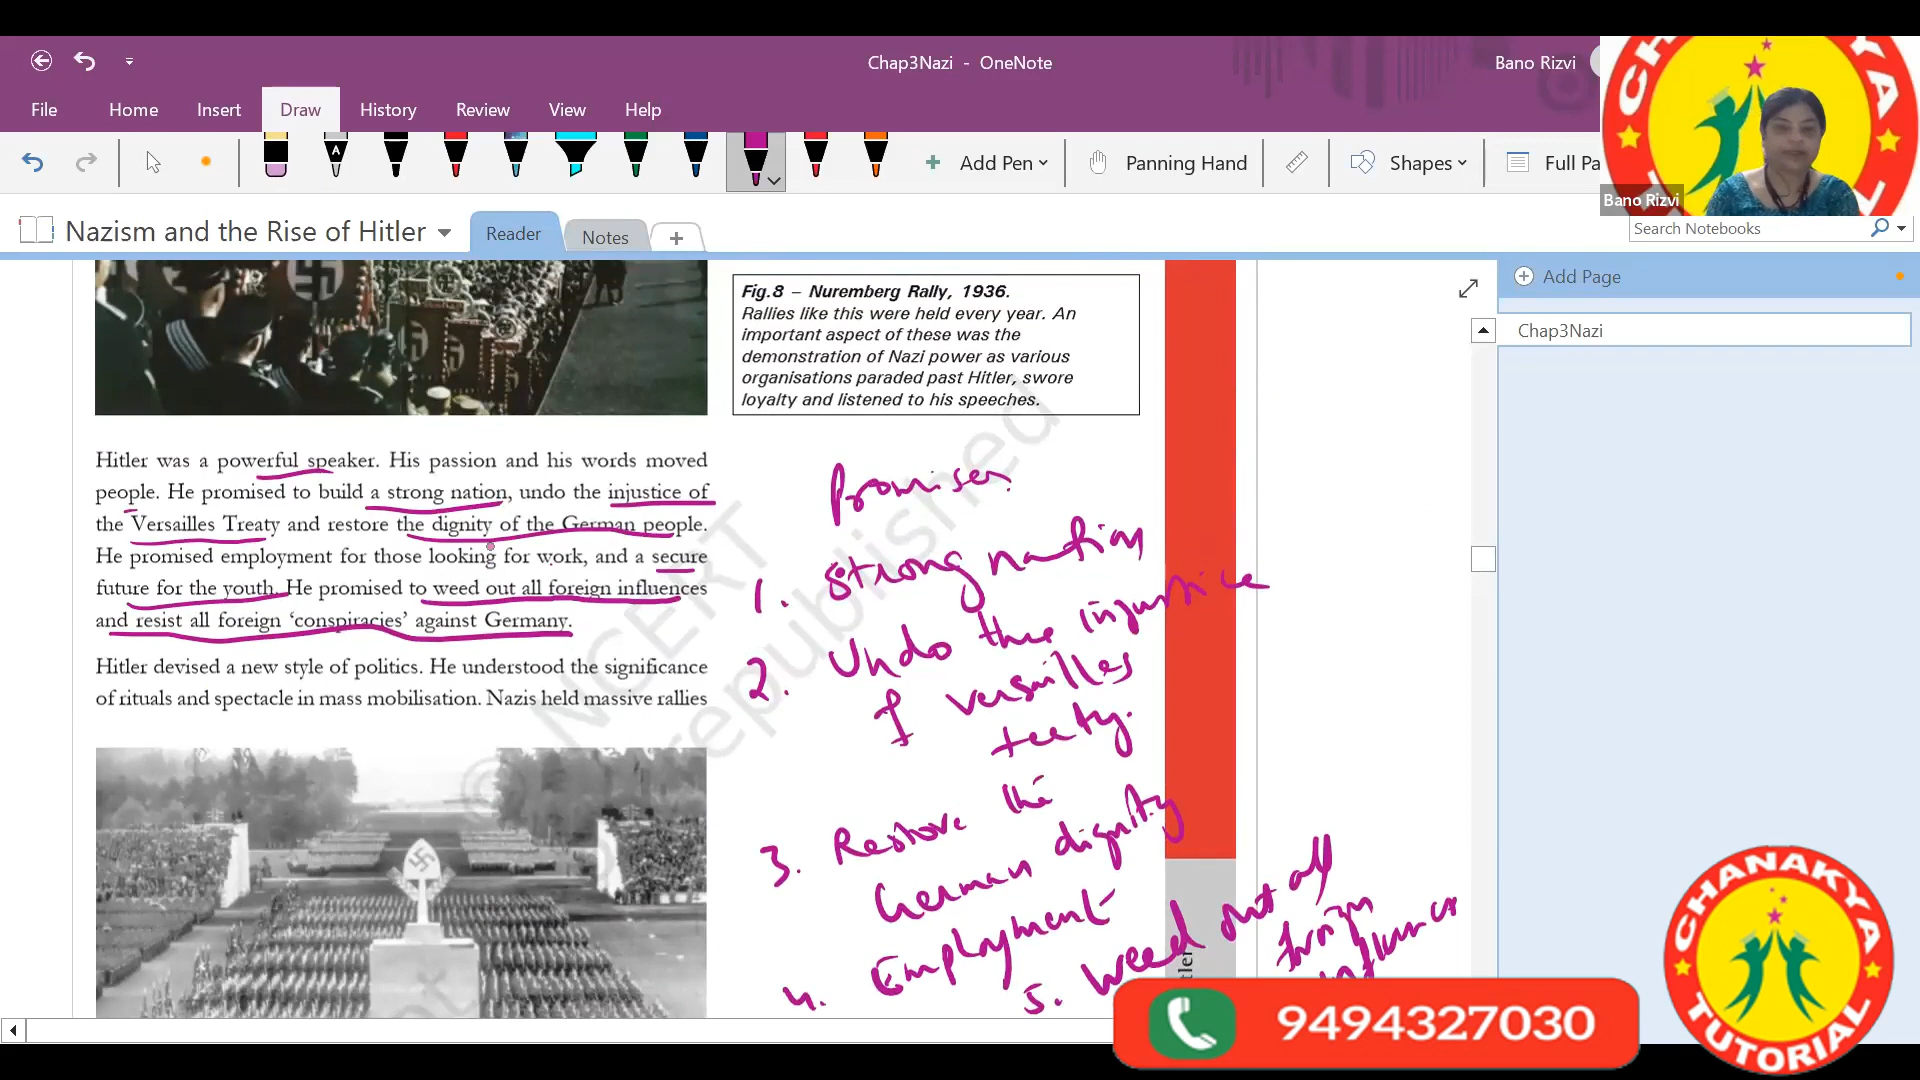 Chap3Nazi - OneNote
Bano Rizvi
File Home Insert Draw History Review View Help
A
Add Pen
Panning Hand
Shapes
Full Pa
CHANAKYA TUT
Bano Rizvi
Nazism and the Rise of Hitler
Reader
Notes
Search Notebooks
Add Page
Chap3Nazi
Fig.8 – Nuremberg Rally, 1936.
Rallies like this were held every year. An
important aspect of these was the
demonstration of Nazi power as various
organisations paraded past Hitler, swore
loyalty and listened to his speeches.
Hitler was a powerful speaker. His passion and his words moved
people. He promised to build a strong nation, undo the injustice of
the Versailles Treaty and restore the dignity of the German people.
He promised employment for those looking for work, and a secure
future for the youth. He promised to weed out all foreign influences
and resist all foreign ‘conspiracies’ against Germany.
Hitler devised a new style of politics. He understood the significance
of rituals and spectacle in mass mobilisation. Nazis held massive rallies
© NCERT
republished
Promises
1. strong nation
2. Undo the injustice
of versailles
teety.
3. Restore the
German dignity
4. Employment
5. weed out all
itler
9494327030
CHANAKYA
TUTORIAL